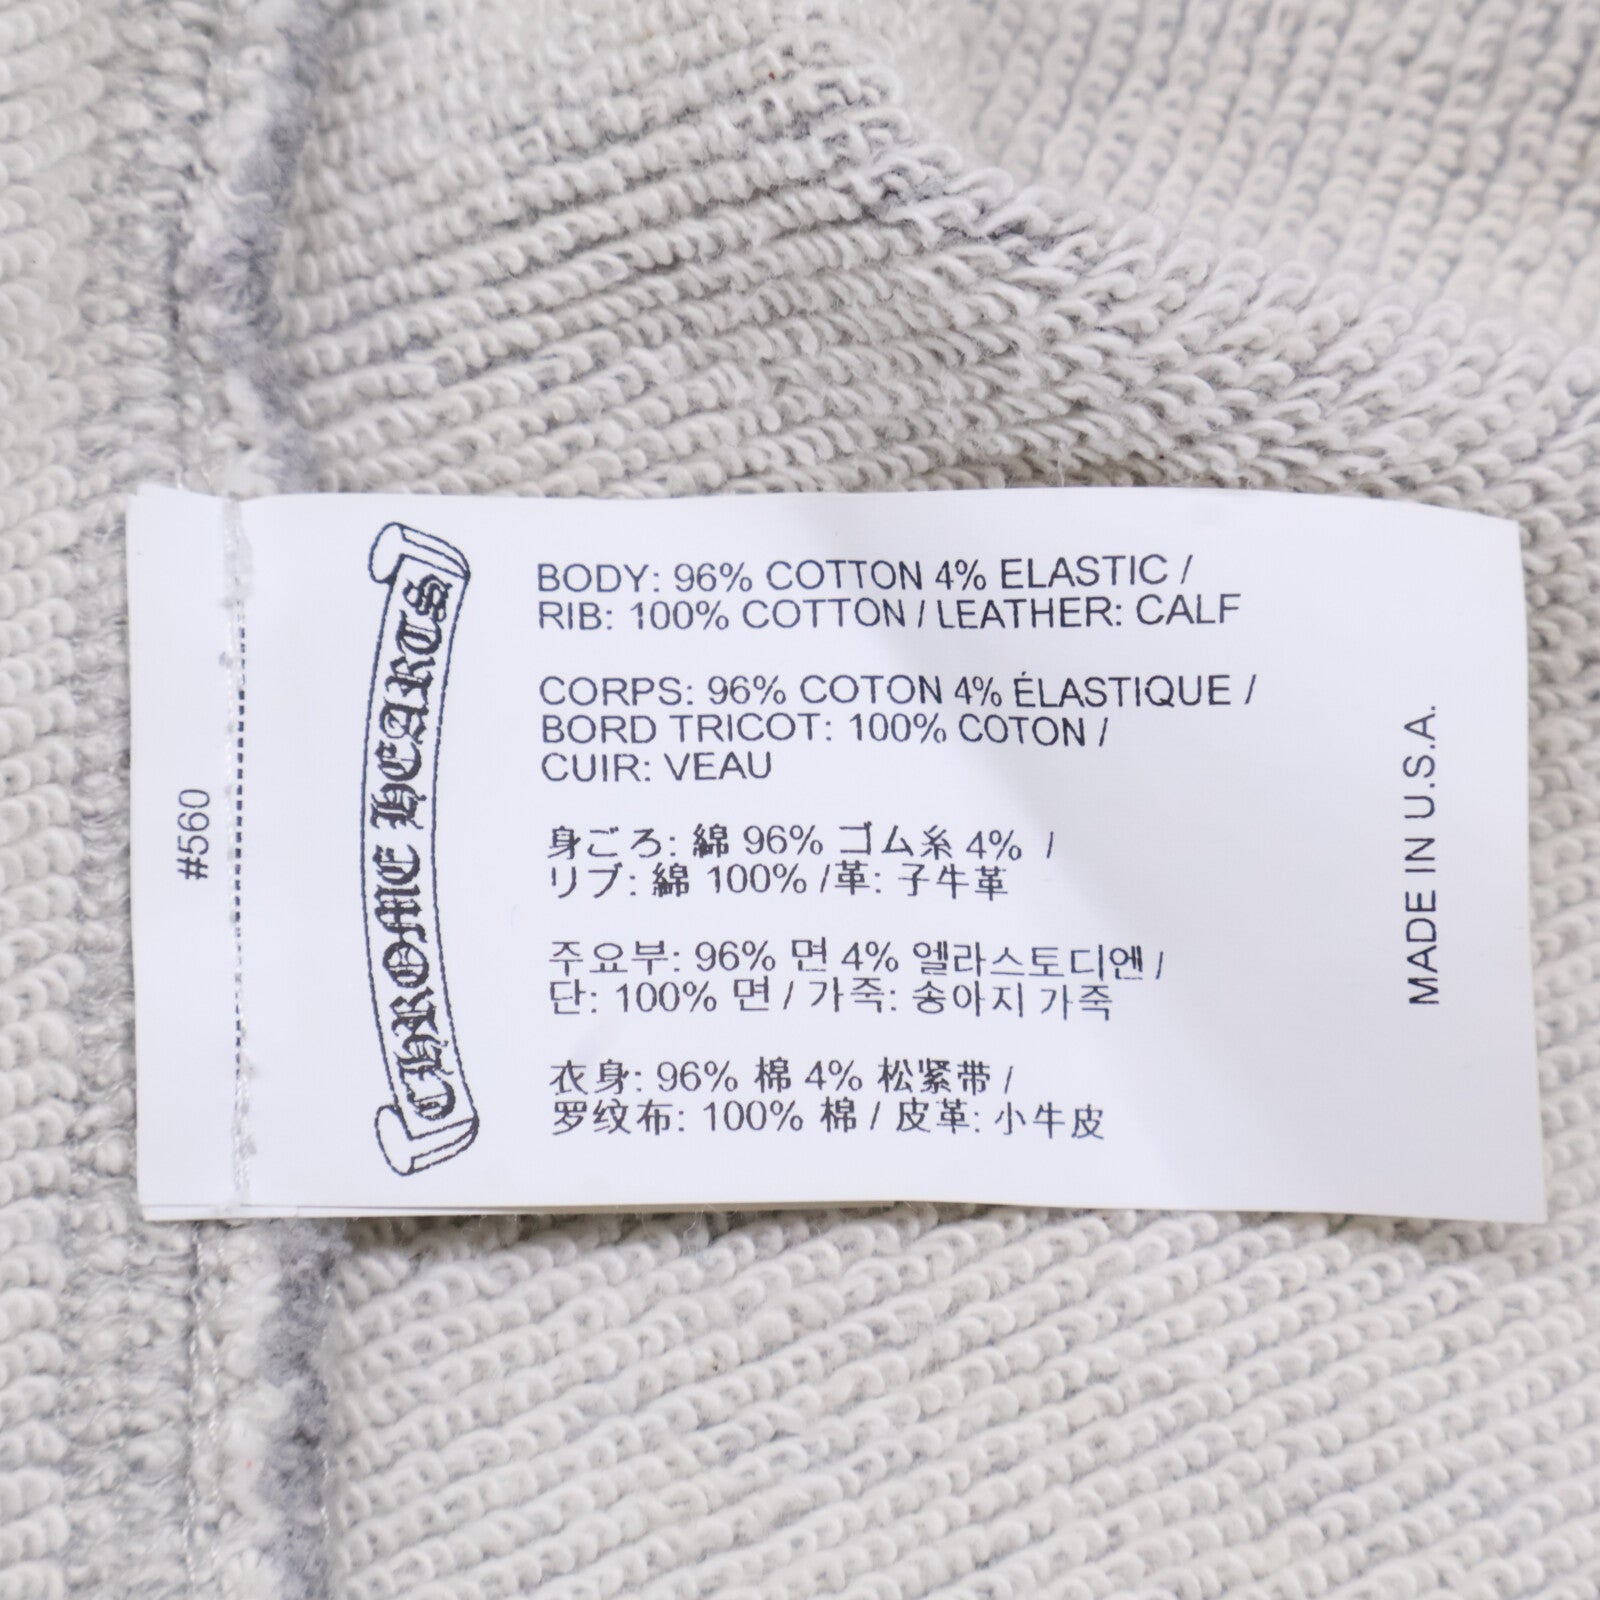 #560
CHROME HEARTS
BODY: 96% COTTON 4% ELASTIC /
RIB: 100% COTTON / LEATHER: CALF
CORPS: 96% COTON 4% ÉLASTIQUE /
BORD TRICOT: 100% COTON /
CUIR: VEAU
身ごろ: 綿 96% ゴム糸 4% /
リブ: 綿 100% /革: 子牛革
주요부: 96% 면 4% 엘라스토디엔 /
단: 100% 면 / 가죽: 송아지 가죽
衣身: 96% 棉 4% 松紧带 /
罗纹布: 100% 棉 / 皮革: 小牛皮
MADE IN U.S.A.